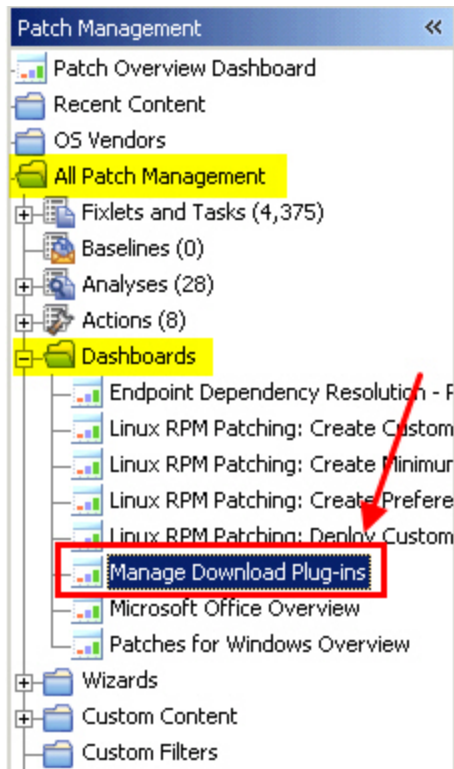 Patch Management «
Patch Overview Dashboard
Recent Content
OS Vendors
All Patch Management
Fixlets and Tasks (4,375)
Baselines (0)
Analyses (28)
Actions (8)
Dashboards
Endpoint Dependency Resolution -
Linux RPM Patching: Create Custom
Linux RPM Patching: Create
Linux RPM Patching: Create
Linux RPM Patching: Deploy Custom
Manage Download Plug-ins
Microsoft Office Overview
Patches for Windows Overview
Wizards
Custom Content
Custom Filters